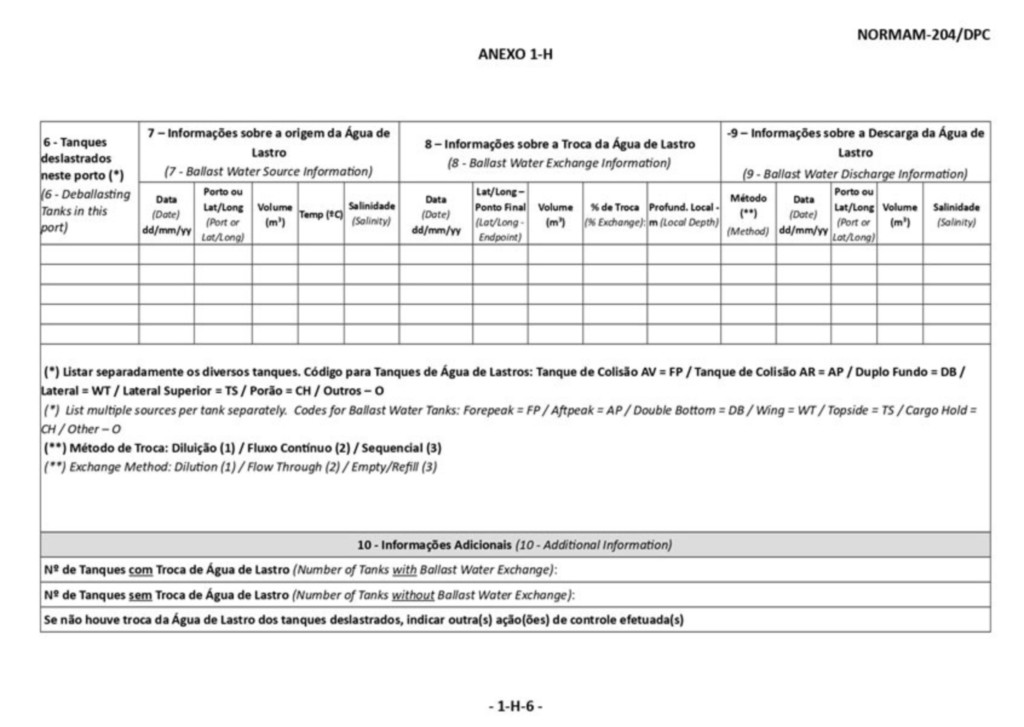 NORMAM-204/DPC
ANEXO 1-H
6 - Tanques
deslastrados
neste porto (*)
(6 - Deballasting
Tanks in this
port)
7 – Informações sobre a origem da Água de
Lastro
(7 - Ballast Water Source Information)
8 – Informações sobre a Troca da Água de Lastro
(8 - Ballast Water Exchange Information)
-9 – Informações sobre a Descarga da Água de
Lastro
(9 - Ballast Water Discharge Information)
Data
(Date)
dd/mm/yy
Porto ou
Lat/Long
(Port or
Lat/Long)
Volume
(m³)
Temp (ºC)
Salinidade
(Salinity)
Data
(Date)
dd/mm/yy
Lat/Long –
Ponto Final
(Lat/Long -
Endpoint)
Volume
(m³)
% de Troca
(% Exchange):
Profund. Local -
m (Local Depth)
Método
(**)
(Method)
Data
(Date)
dd/mm/yy
Porto ou
Lat/Long
(Port or
Lat/Long)
Volume
(m³)
Salinidade
(Salinity)
(*) Listar separadamente os diversos tanques. Código para Tanques de Água de Lastros: Tanque de Colisão AV = FP / Tanque de Colisão AR = AP / Duplo Fundo = DB /
Lateral = WT / Lateral Superior = TS / Porão = CH / Outros – O
(*) List multiple sources per tank separately. Codes for Ballast Water Tanks: Forepeak = FP / Aftpeak = AP / Double Bottom = DB / Wing = WT / Topside = TS / Cargo Hold =
CH / Other – O
(**) Método de Troca: Diluição (1) / Fluxo Contínuo (2) / Sequencial (3)
(**) Exchange Method: Dilution (1) / Flow Through (2) / Empty/Refill (3)
10 - Informações Adicionais (10 - Additional Information)
Nº de Tanques com Troca de Água de Lastro (Number of Tanks with Ballast Water Exchange):
Nº de Tanques sem Troca de Água de Lastro (Number of Tanks without Ballast Water Exchange):
Se não houve troca da Água de Lastro dos tanques deslastrados, indicar outra(s) ação(ões) de controle efetuada(s)
- 1-H-6 -